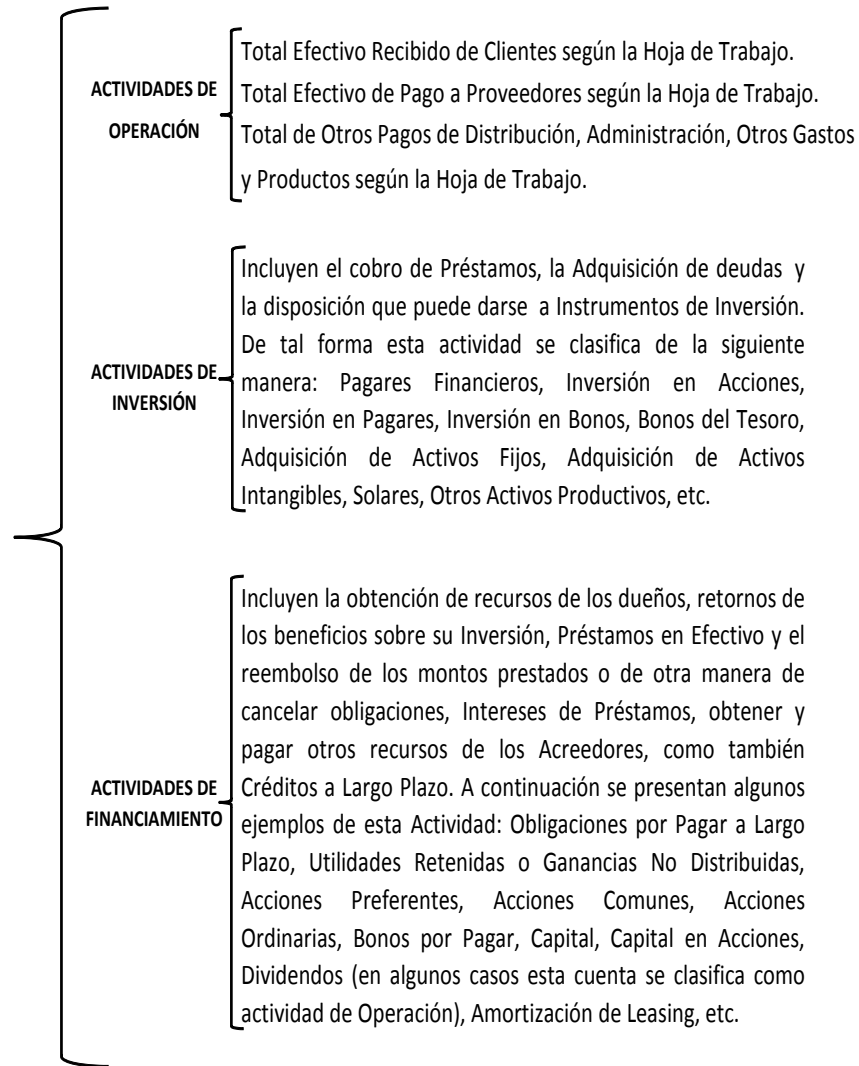 ACTIVIDADES DE
OPERACIÓN
Total Efectivo Recibido de Clientes según la Hoja de Trabajo.
Total Efectivo de Pago a Proveedores según la Hoja de Trabajo.
Total de Otros Pagos de Distribución, Administración, Otros Gastos
y Productos según la Hoja de Trabajo.
ACTIVIDADES DE
INVERSIÓN
Incluyen el cobro de Préstamos, la Adquisición de deudas y
la disposición que puede darse a Instrumentos de Inversión.
De tal forma esta actividad se clasifica de la siguiente
manera: Pagares Financieros, Inversión en Acciones,
Inversión en Pagares, Inversión en Bonos, Bonos del Tesoro,
Adquisición de Activos Fijos, Adquisición de Activos
Intangibles, Solares, Otros Activos Productivos, etc.
ACTIVIDADES DE
FINANCIAMIENTO
Incluyen la obtención de recursos de los dueños, retornos de
los beneficios sobre su Inversión, Préstamos en Efectivo y el
reembolso de los montos prestados o de otra manera de
cancelar obligaciones, Intereses de Préstamos, obtener y
pagar otros recursos de los Acreedores, como también
Créditos a Largo Plazo. A continuación se presentan algunos
ejemplos de esta Actividad: Obligaciones por Pagar a Largo
Plazo, Utilidades Retenidas o Ganancias No Distribuidas,
Acciones Preferentes, Acciones Comunes, Acciones
Ordinarias, Bonos por Pagar, Capital, Capital en Acciones,
Dividendos (en algunos casos esta cuenta se clasifica como
actividad de Operación), Amortización de Leasing, etc.